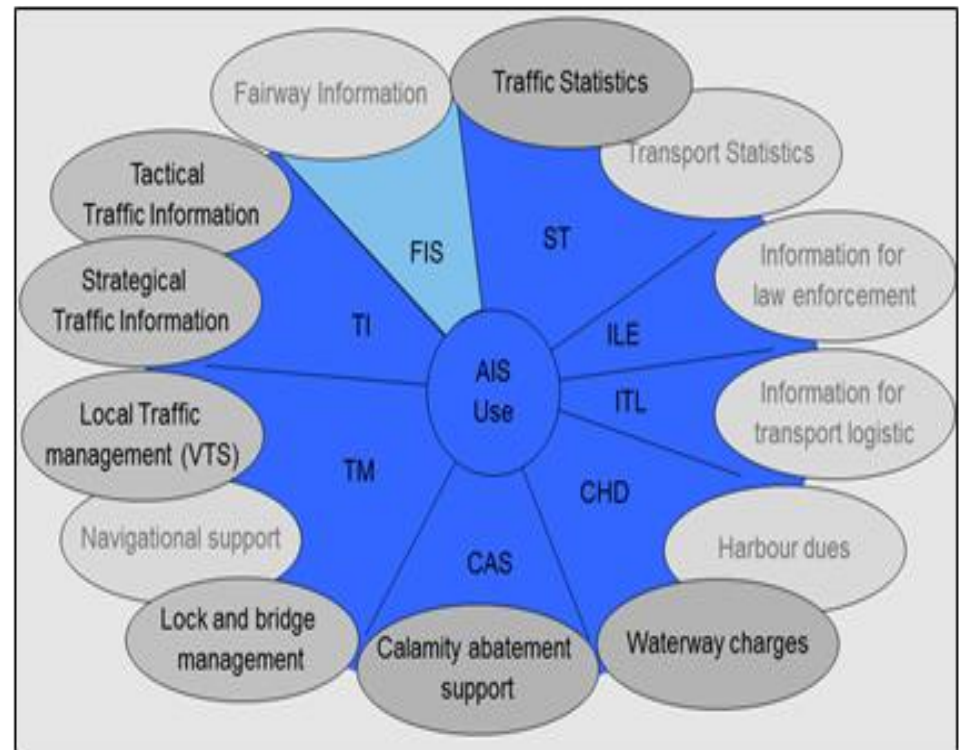 Fairway Information
Traffic Statistics
Transport Statistics
Tactical
Traffic Information
FIS
ST
Information for
law enforcement
Strategical
Traffic Information
TI
ILE
AIS
Use
ITL
Information for
transport logistic
Local Traffic
management (VTS)
TM
CHD
Navigational support
Harbour dues
CAS
Lock and bridge
management
Calamity abatement
support
Waterway charges